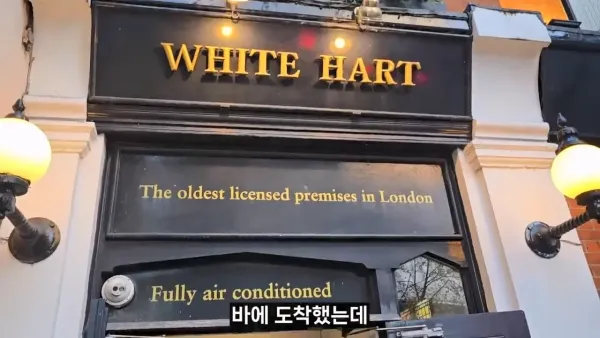 WHITE HART
The oldest licensed premises in London
Fully air conditioned
바에 도착했는데